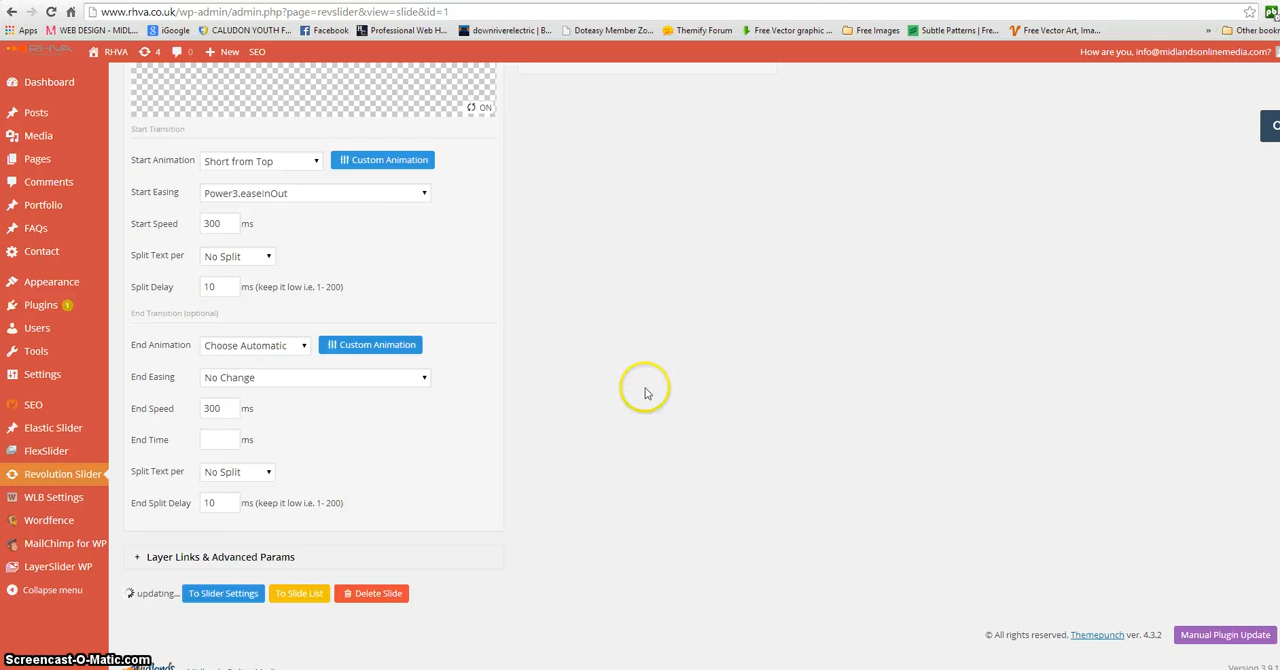 www.rhva.co.uk/wp-admin/admin.php?page=revslider&view=slide&id=1
Apps WEB DESIGN - MIDL... iGoogle CALUDON YOUTH F... Facebook Professional Web H... downriverelectric | B... Doteasy Member Zo... Themify Forum Free Vector graphic ... Free Images Subtle Patterns | Fre... Free Vector Art, Ima... » Other book
RHVA 4 0 + New SEO How are you, info@midlandsonlinemedia.com?
Dashboard
Posts
Media
Pages
Comments
Portfolio
FAQs
Contact
Appearance
Plugins 1
Users
Tools
Settings
SEO
Elastic Slider
FlexSlider
Revolution Slider
WLB Settings
Wordfence
MailChimp for WP
LayerSlider WP
Collapse menu
ON
Start Transition
Start Animation Short from Top Custom Animation
Start Easing Power3.easeInOut
Start Speed 300 ms
Split Text per No Split
Split Delay 10 ms (keep it low i.e. 1- 200)
End Transition (optional)
End Animation Choose Automatic Custom Animation
End Easing No Change
End Speed 300 ms
End Time ms
Split Text per No Split
End Split Delay 10 ms (keep it low i.e. 1- 200)
+ Layer Links & Advanced Params
updating... To Slider Settings To Slide List Delete Slide
© All rights reserved, Themepunch ver. 4.3.2 Manual Plugin Update
Screencast-O-Matic.com